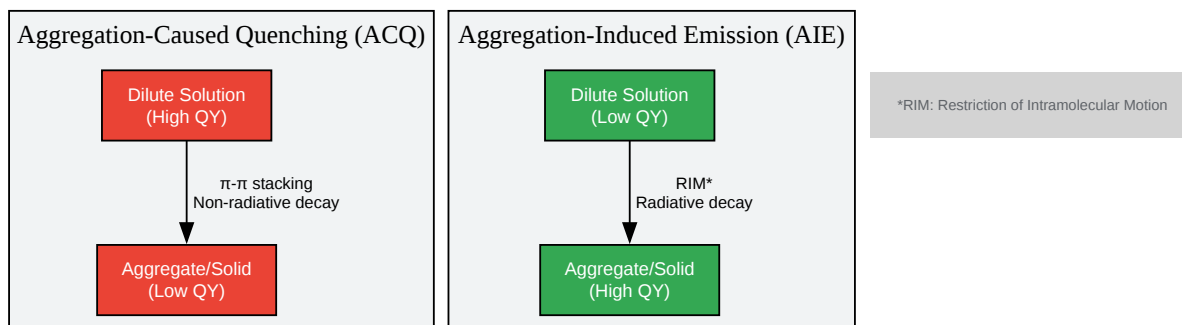 Aggregation-Caused Quenching (ACQ)
Dilute Solution
(High QY)
π-π stacking
Non-radiative decay
Aggregate/Solid
(Low QY)
Aggregation-Induced Emission (AIE)
Dilute Solution
(Low QY)
RIM*
Radiative decay
Aggregate/Solid
(High QY)
*RIM: Restriction of Intramolecular Motion